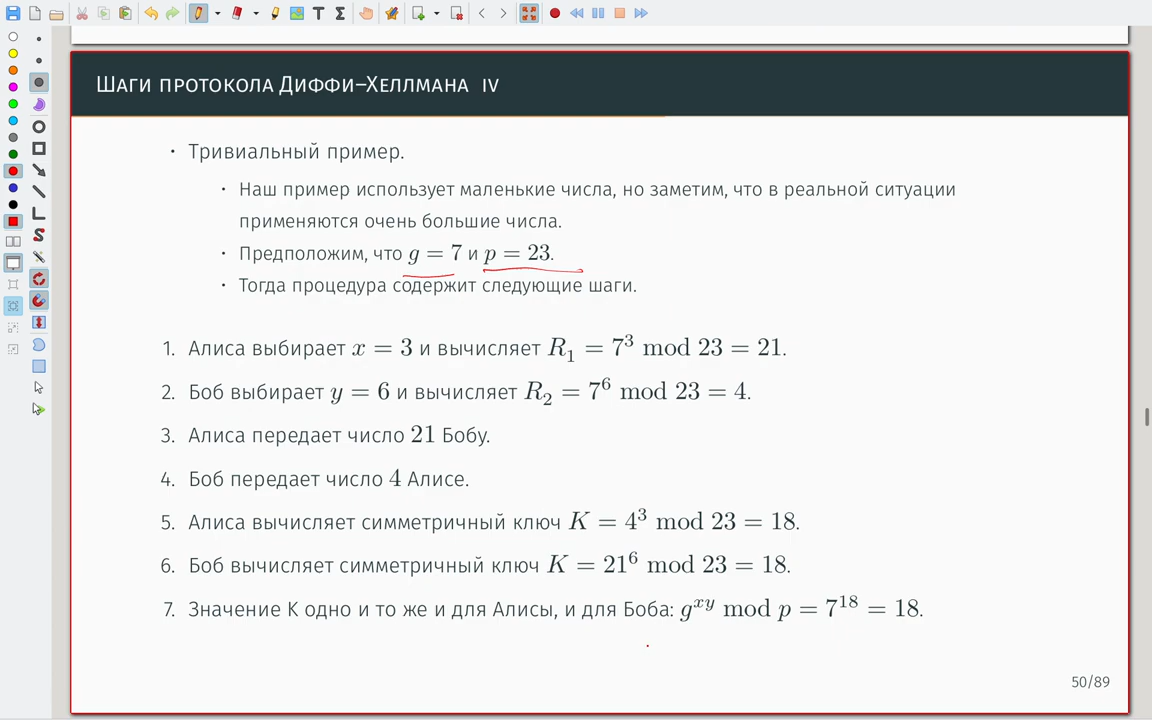 Шаги протокола Диффи–Хеллмана IV
• Тривиальный пример.
• Наш пример использует маленькие числа, но заметим, что в реальной ситуации
применяются очень большие числа.
• Предположим, что g = 7 и p = 23.
• Тогда процедура содержит следующие шаги.
1. Алиса выбирает x = 3 и вычисляет R₁ = 7³ mod 23 = 21.
2. Боб выбирает y = 6 и вычисляет R₂ = 7⁶ mod 23 = 4.
3. Алиса передает число 21 Бобу.
4. Боб передает число 4 Алисе.
5. Алиса вычисляет симметричный ключ K = 4³ mod 23 = 18.
6. Боб вычисляет симметричный ключ K = 21⁶ mod 23 = 18.
7. Значение K одно и то же и для Алисы, и для Боба: gˣʸ mod p = 7¹⁸ = 18.
50/89